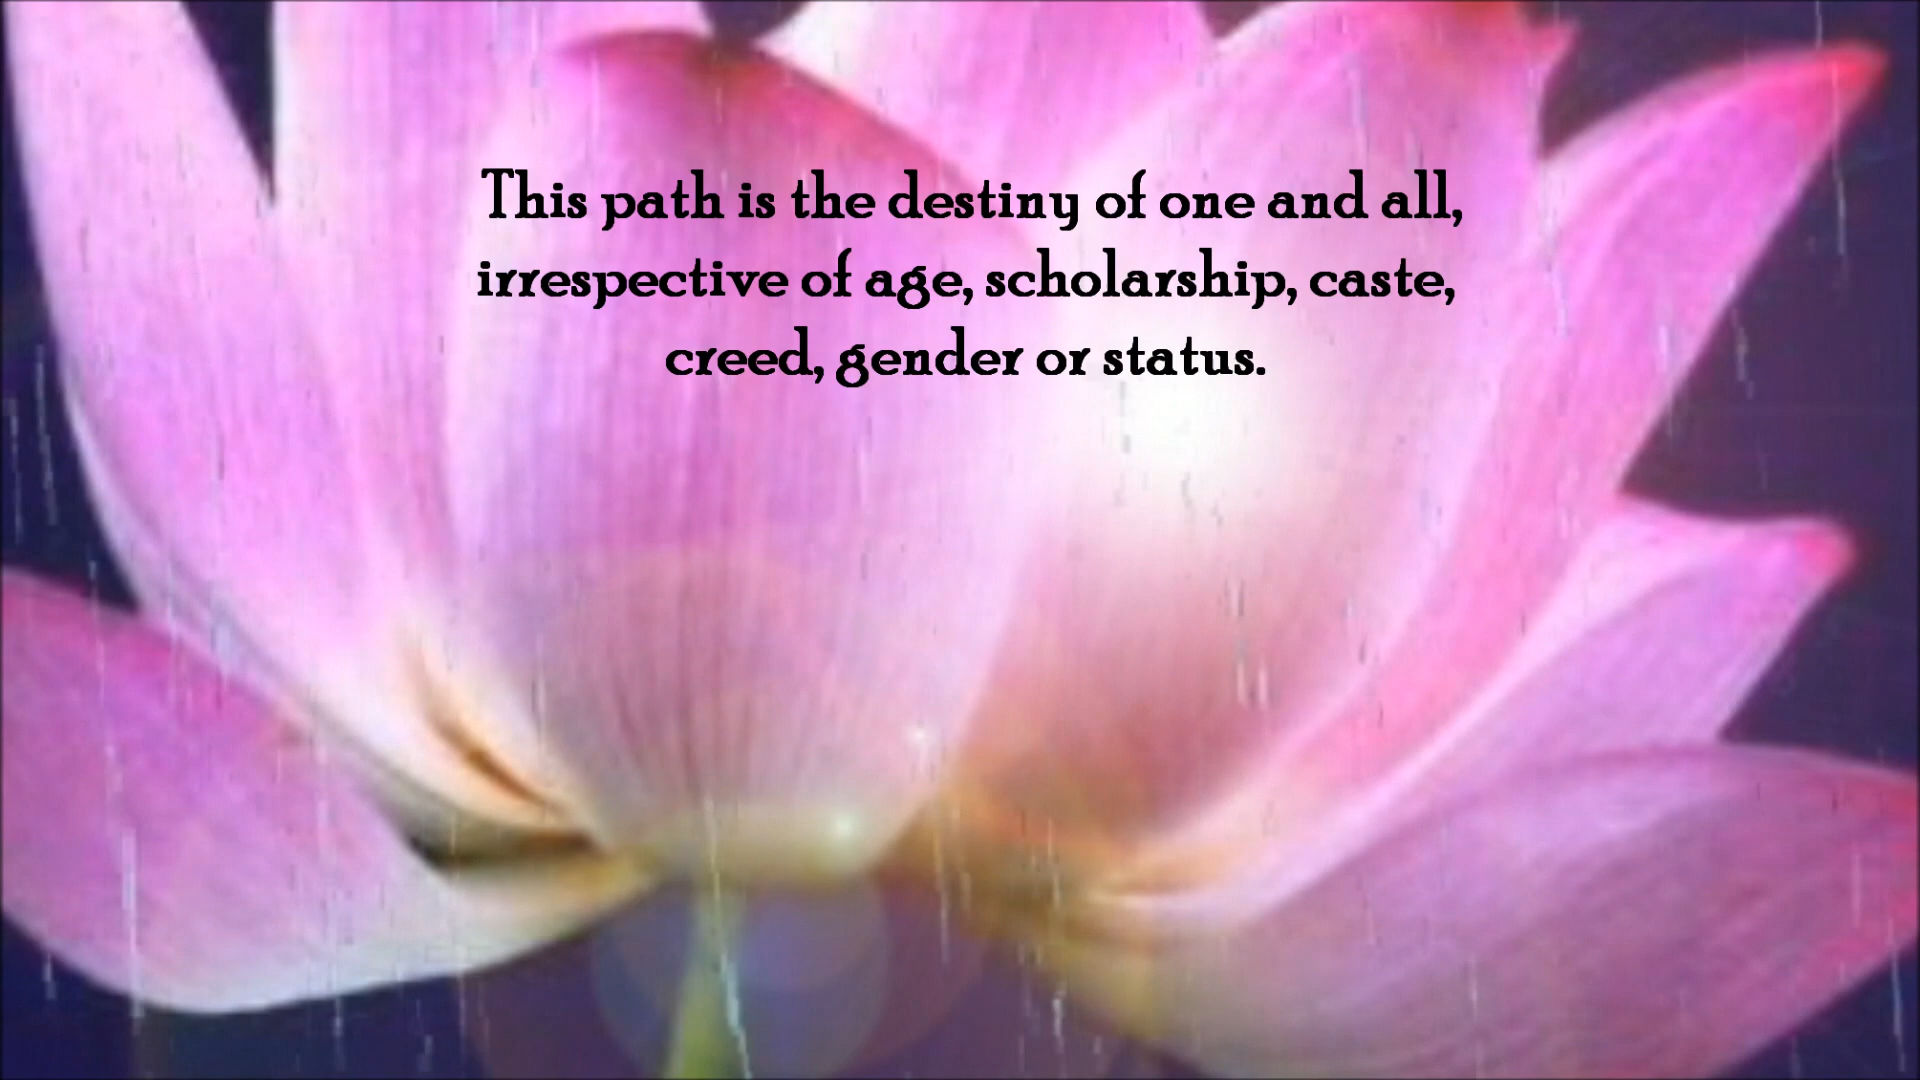 This path is the destiny of one and all,
irrespective of age, scholarship, caste,
creed, gender or status.